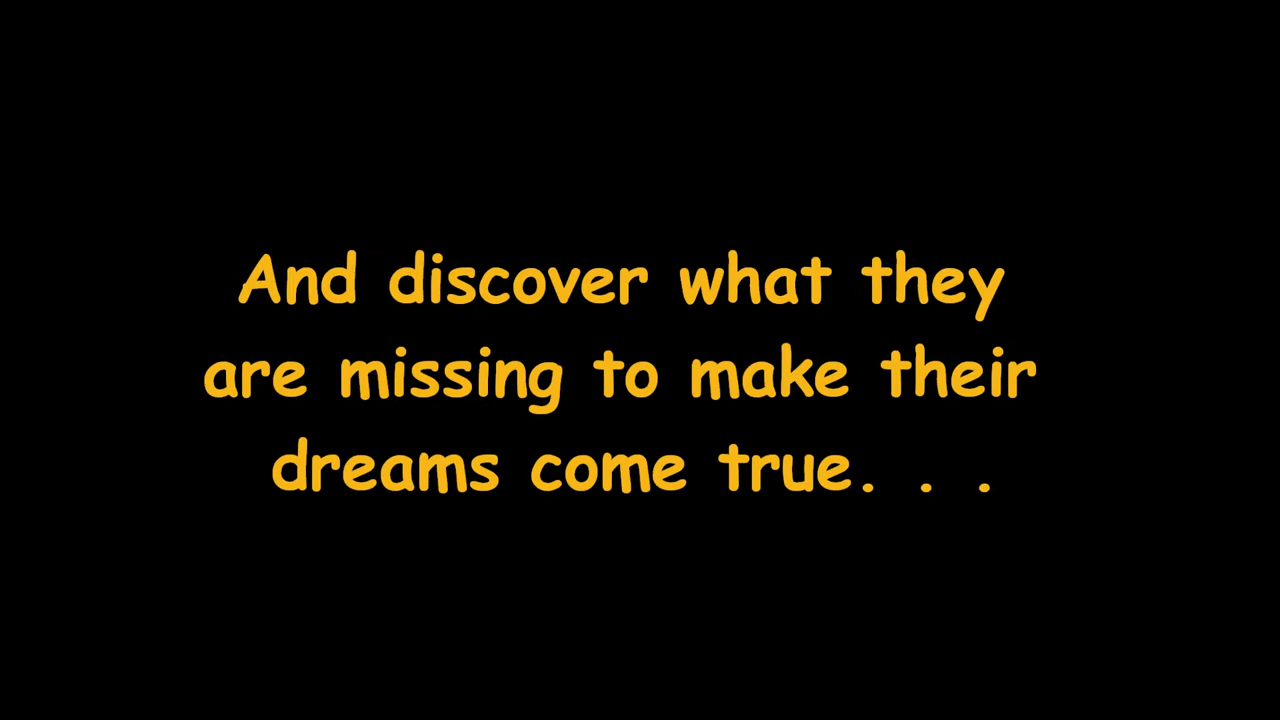 And discover what they
are missing to make their
dreams come true. . .